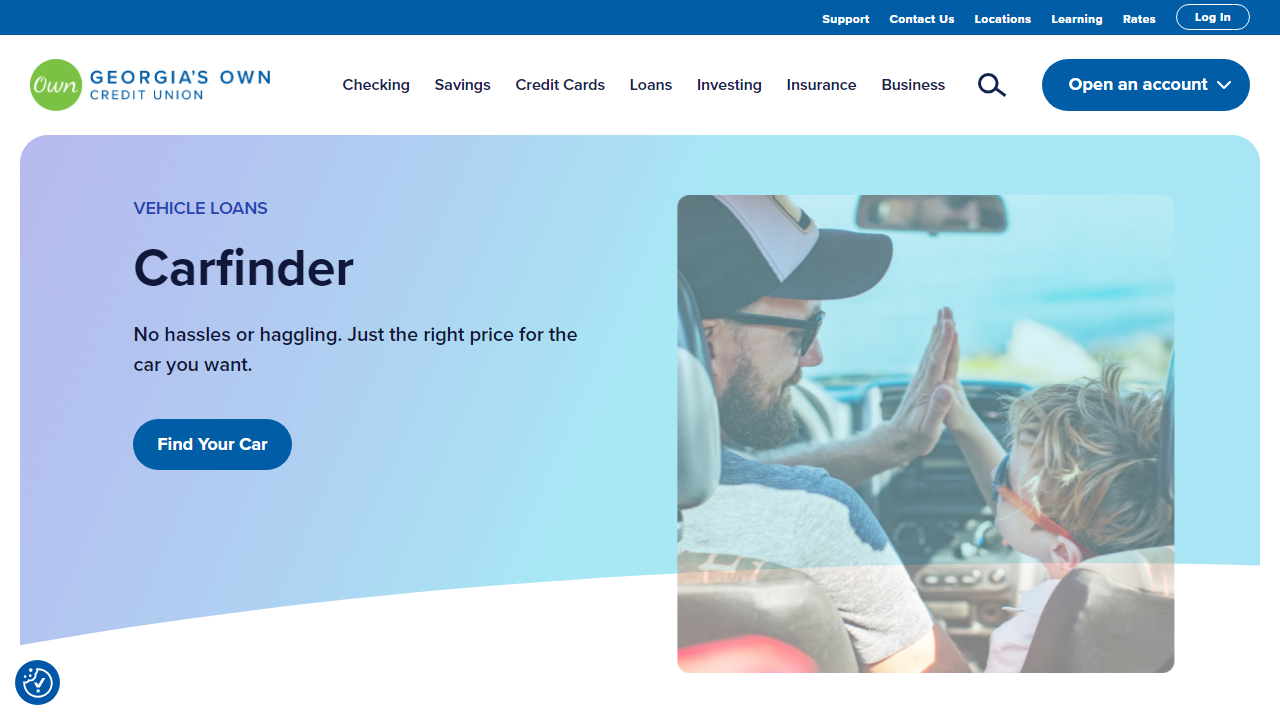 Support Contact Us Locations Learning Rates Log In
Own GEORGIA'S OWN
CREDIT UNION
Checking Savings Credit Cards Loans Investing Insurance Business Open an account
VEHICLE LOANS
Carfinder
No hassles or haggling. Just the right price for the
car you want.
Find Your Car